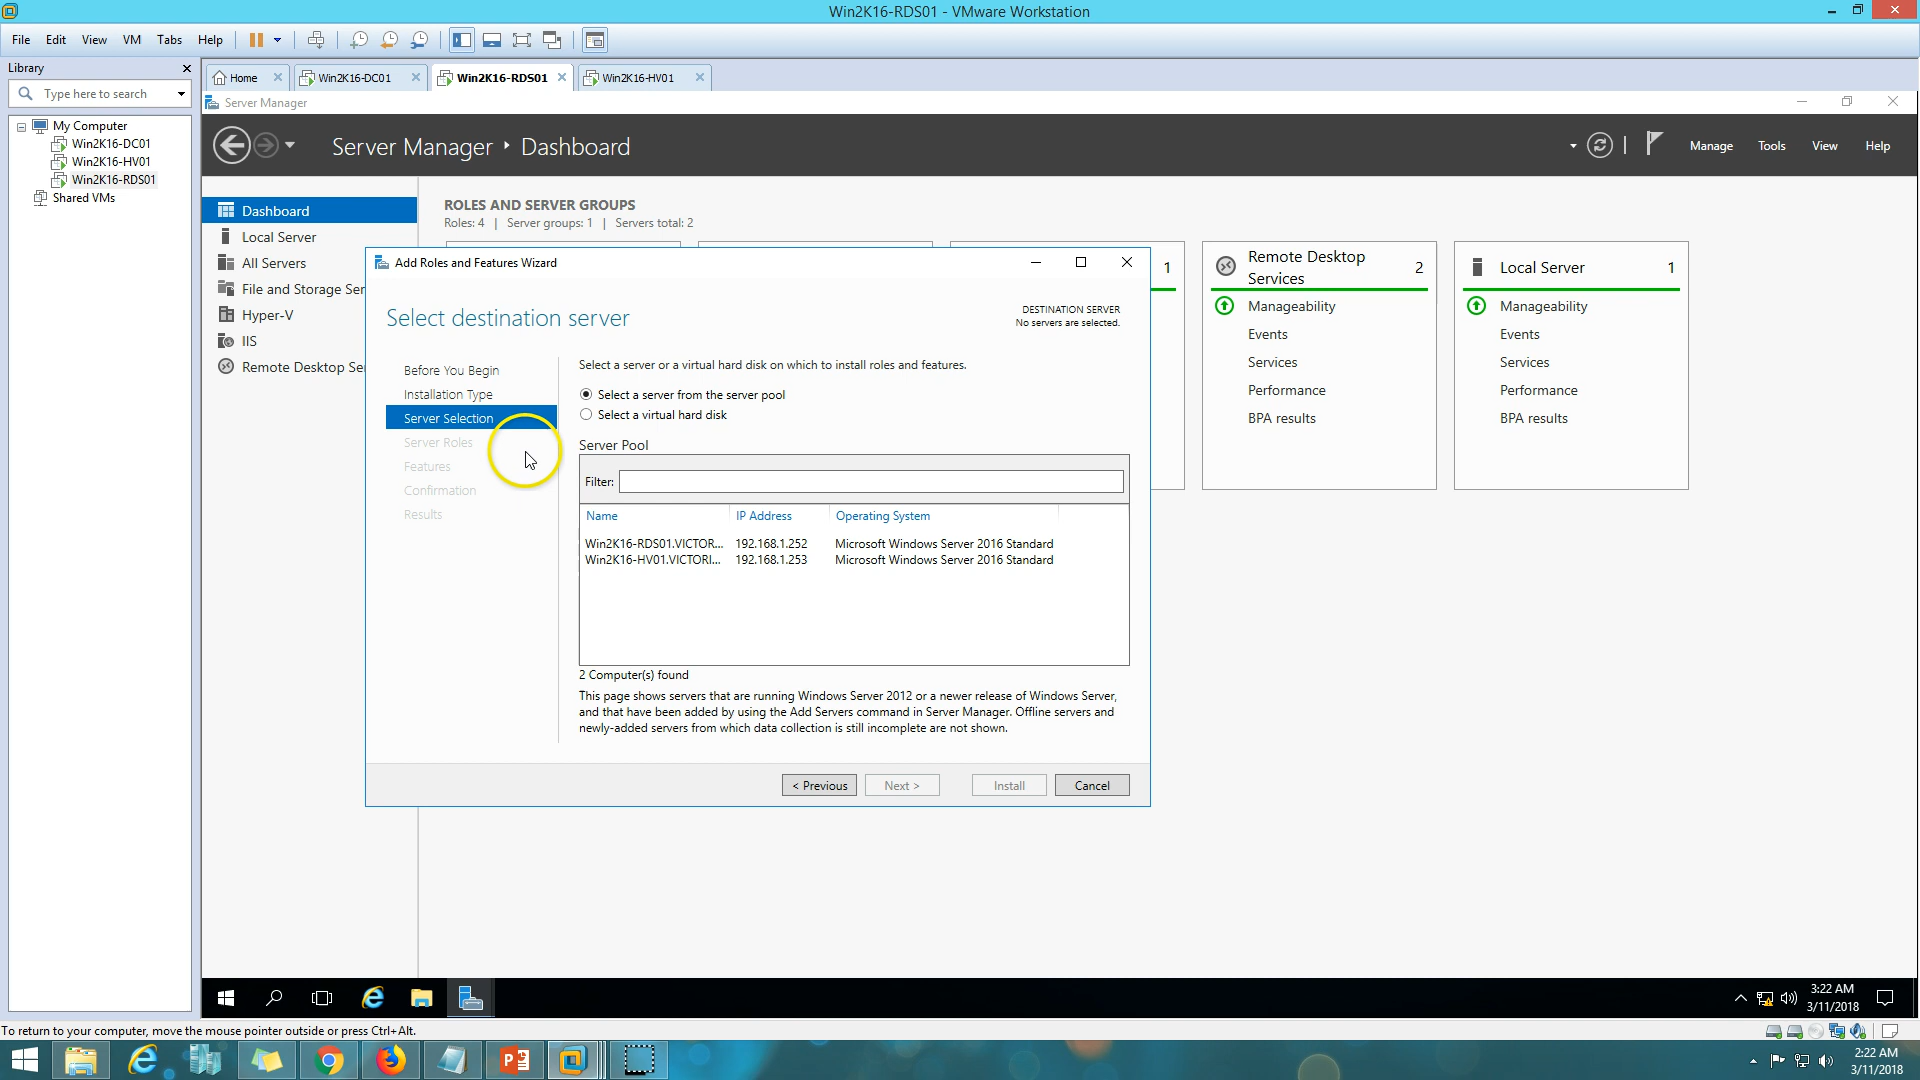 Win2K16-RDS01 - VMware Workstation
File Edit View VM Tabs Help
Library
Type here to search
My Computer
Win2K16-DC01
Win2K16-HV01
Win2K16-RDS01
Shared VMs
Home Win2K16-DC01 Win2K16-RDS01 Win2K16-HV01
Server Manager
Server Manager Dashboard
Manage Tools View Help
Dashboard
Local Server
All Servers
File and Storage Ser
Hyper-V
IIS
Remote Desktop Se
ROLES AND SERVER GROUPS
Roles: 4 | Server groups: 1 | Servers total: 2
1
Remote Desktop
Services
2
Manageability
Events
Services
Performance
BPA results
Local Server 1
Manageability
Events
Services
Performance
BPA results
Add Roles and Features Wizard
Select destination server
DESTINATION SERVER
No servers are selected.
Before You Begin
Installation Type
Server Selection
Server Roles
Features
Confirmation
Results
Select a server or a virtual hard disk on which to install roles and features.
Select a server from the server pool
Select a virtual hard disk
Server Pool
Filter:
Name IP Address Operating System
Win2K16-RDS01.VICTOR... 192.168.1.252 Microsoft Windows Server 2016 Standard
Win2K16-HV01.VICTORI... 192.168.1.253 Microsoft Windows Server 2016 Standard
2 Computer(s) found
This page shows servers that are running Windows Server 2012 or a newer release of Windows Server,
and that have been added by using the Add Servers command in Server Manager. Offline servers and
newly-added servers from which data collection is still incomplete are not shown.
< Previous Next > Install Cancel
3:22 AM
3/11/2018
To return to your computer, move the mouse pointer outside or press Ctrl+Alt.
2:22 AM
3/11/2018